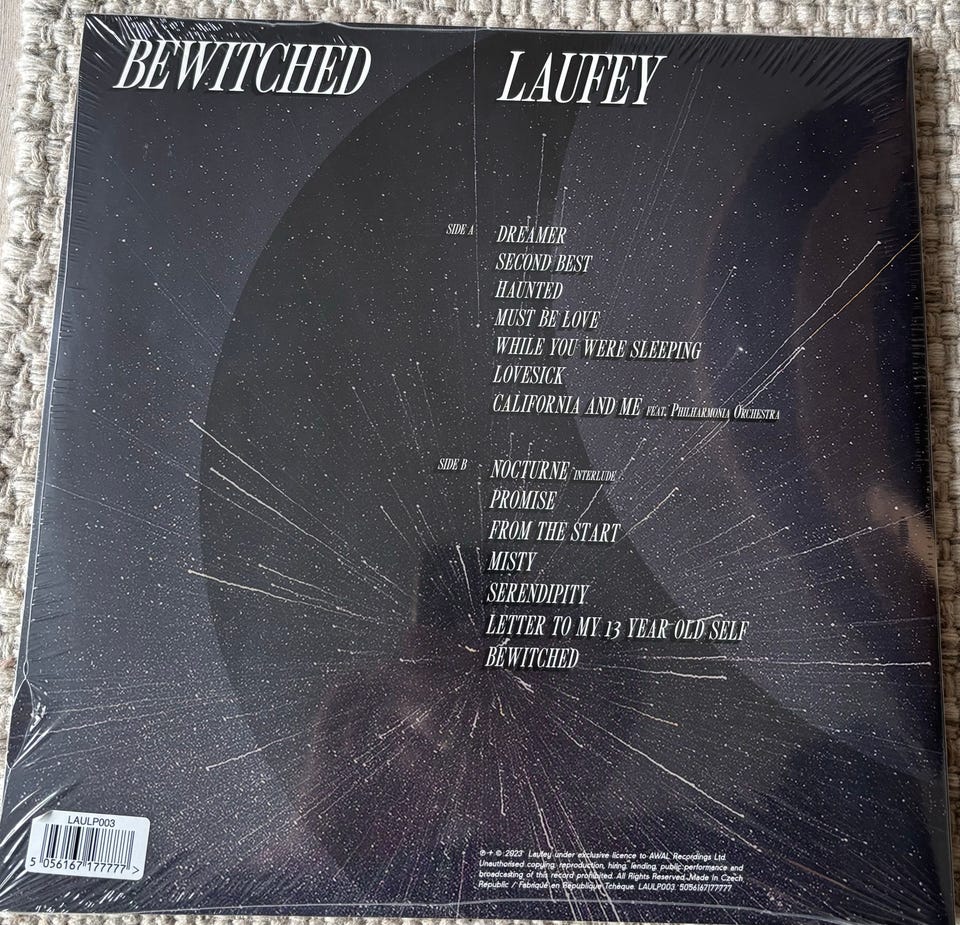 BEWITCHED
LAUFEY
SIDE A
DREAMER
SECOND BEST
HAUNTED
MUST BE LOVE
WHILE YOU WERE SLEEPING
LOVESICK
CALIFORNIA AND ME FEAT. PHILHARMONIA ORCHESTRA
SIDE B
NOCTURNE INTERLUDE
PROMISE
FROM THE START
MISTY
SERENDIPITY
LETTER TO MY 13 YEAR OLD SELF
BEWITCHED
LAULP003
5 056167 177777 >
℗ + © 2023 Laufey under exclusive licence to AWAL Recordings Ltd.
Unauthorised copying, reproduction, hiring, lending, public performance and
broadcasting of this record prohibited. All Rights Reserved. Made in Czech
Republic / Fabriqué en République Tchèque. LAULP003. 5056167177777